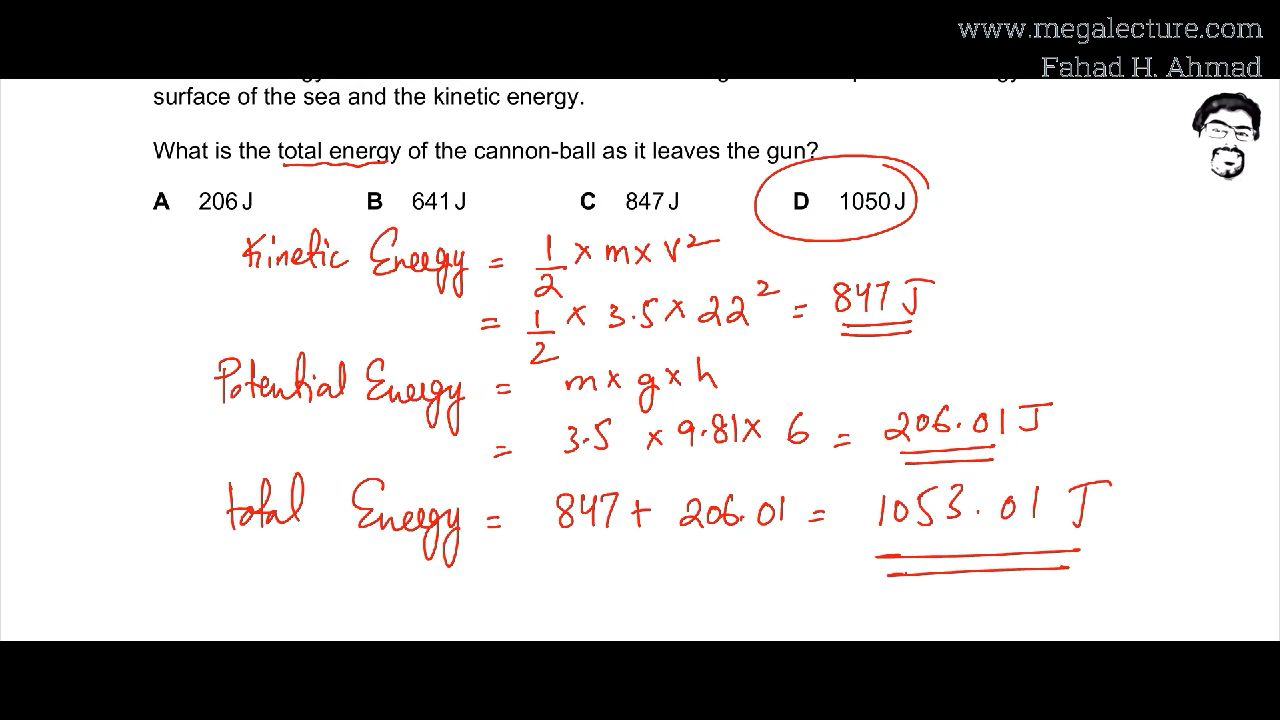 www.megalecture.com
Fahad H. Ahmad
surface of the sea and the kinetic energy.
What is the total energy of the cannon-ball as it leaves the gun?
A 206 J B 641 J C 847 J D 1050 J
Kinetic Energy = 1/2 × m × v²
= 1/2 × 3.5 × 22² = 847 J
Potential Energy = m × g × h
= 3.5 × 9.81 × 6 = 206.01 J
total Energy = 847 + 206.01 = 1053.01 J